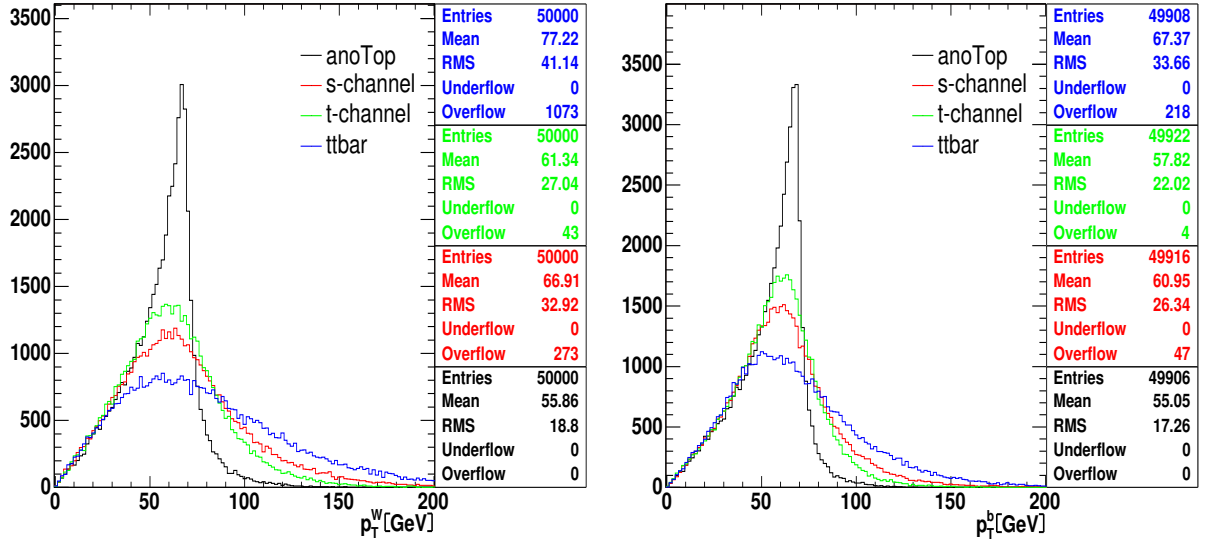 3500
3000
2500
2000
1500
1000
500
0
anoTop
s-channel
t-channel
ttbar
0 50 100 150 200
p_T^W [GeV]
Entries 50000
Mean 77.22
RMS 41.14
Underflow 0
Overflow 1073
Entries 50000
Mean 61.34
RMS 27.04
Underflow 0
Overflow 43
Entries 50000
Mean 66.91
RMS 32.92
Underflow 0
Overflow 273
Entries 50000
Mean 55.86
RMS 18.8
Underflow 0
Overflow 0
3500
3000
2500
2000
1500
1000
500
0
anoTop
s-channel
t-channel
ttbar
0 50 100 150 200
p_T^b [GeV]
Entries 49908
Mean 67.37
RMS 33.66
Underflow 0
Overflow 218
Entries 49922
Mean 57.82
RMS 22.02
Underflow 0
Overflow 4
Entries 49916
Mean 60.95
RMS 26.34
Underflow 0
Overflow 47
Entries 49906
Mean 55.05
RMS 17.26
Underflow 0
Overflow 0